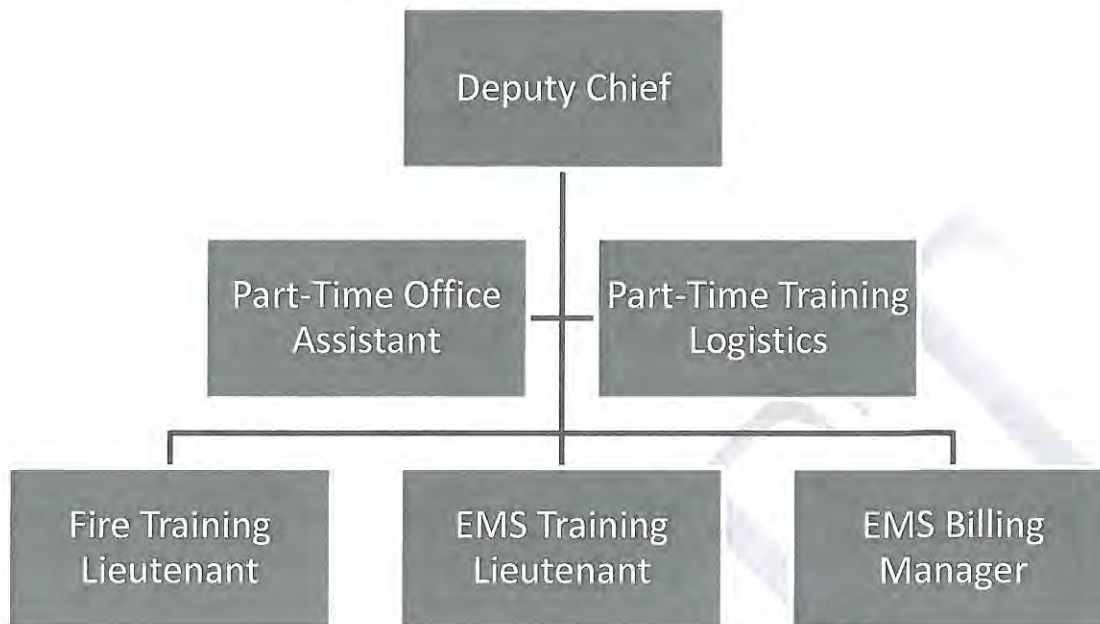 Deputy Chief
Part-Time Office
Assistant
Part-Time Training
Logistics
Fire Training
Lieutenant
EMS Training
Lieutenant
EMS Billing
Manager